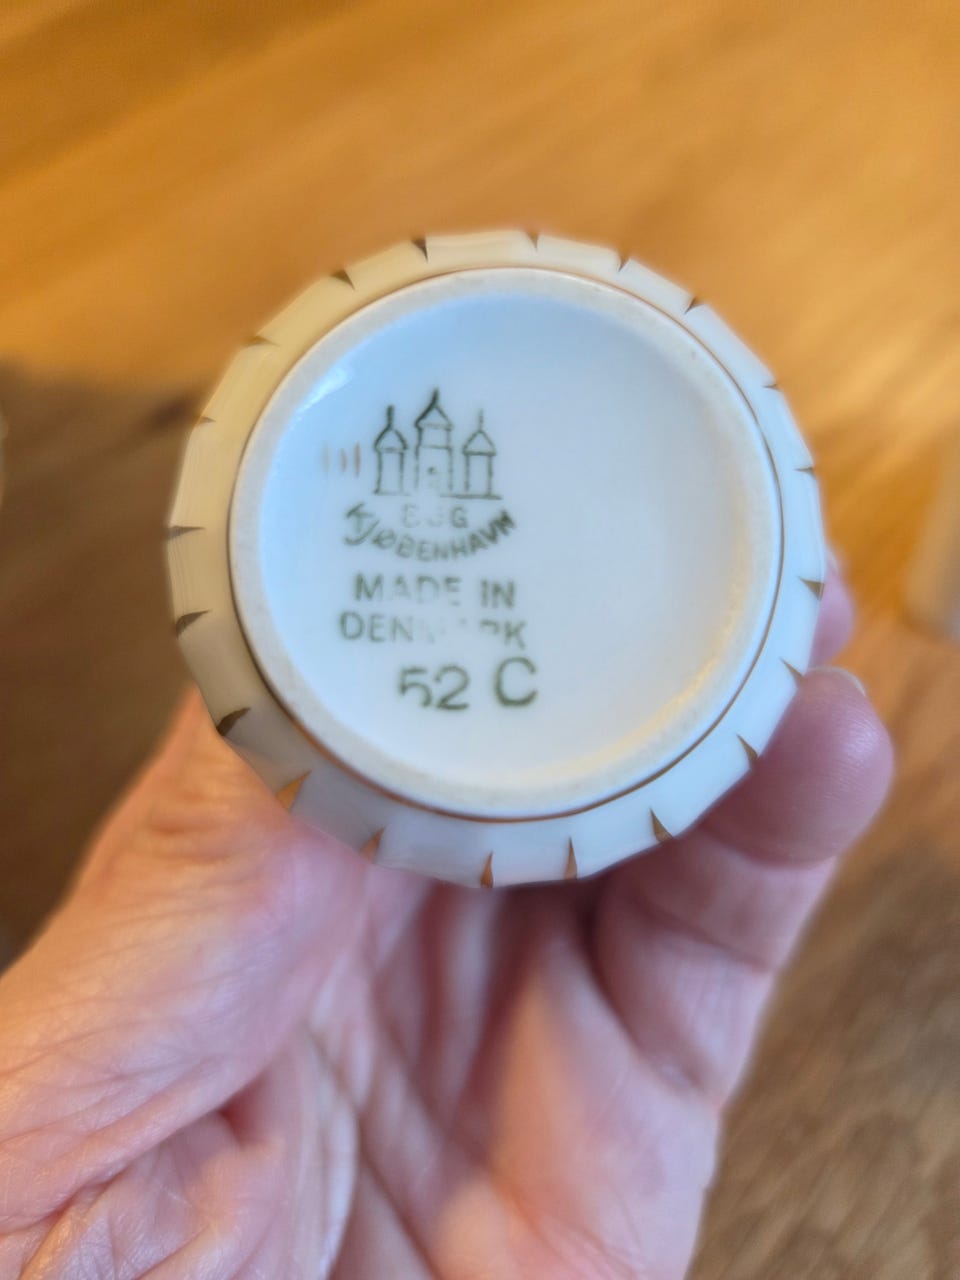 B&G
KJØBENHAVN
MADE IN
DENMARK
52 C